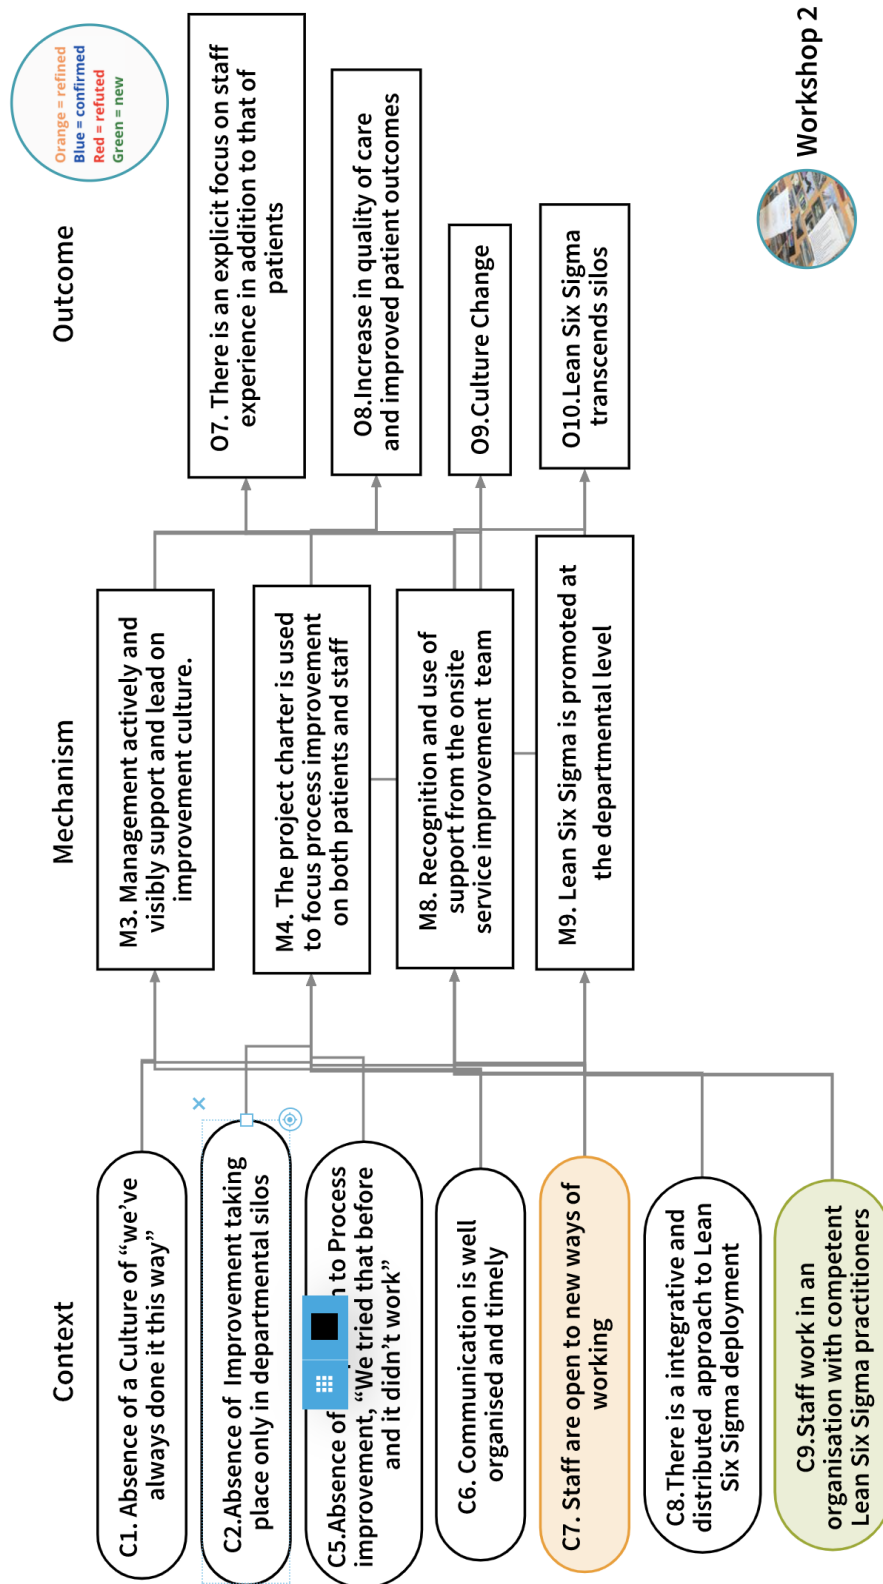 Context
Mechanism
Outcome
Orange = refined
Blue = confirmed
Red = refuted
Green = new
C1. Absence of a Culture of “we’ve
always done it this way”
C2.Absence of  Improvement taking
place only in departmental silos
C5.Absence of to Process
improvement, “We tried that before
and it didn’t work”
C6. Communication is well
organised and timely
C7. Staff are open to new ways of
working
C8.There is a integrative and
distributed approach to Lean
Six Sigma deployment
C9.Staff work in an
organisation with competent
Lean Six Sigma practitioners
M3. Management actively and
visibly support and lead on
improvement culture.
M4. The project charter is used
to focus process improvement
on both patients and staff
M8. Recognition and use of
support from the onsite
service improvement team
M9. Lean Six Sigma is promoted at
the departmental level
O7. There is an explicit focus on staff
experience in addition to that of
patients
O8.Increase in quality of care
and improved patient outcomes
O9.Culture Change
O10.Lean Six Sigma
transcends silos
Workshop 2